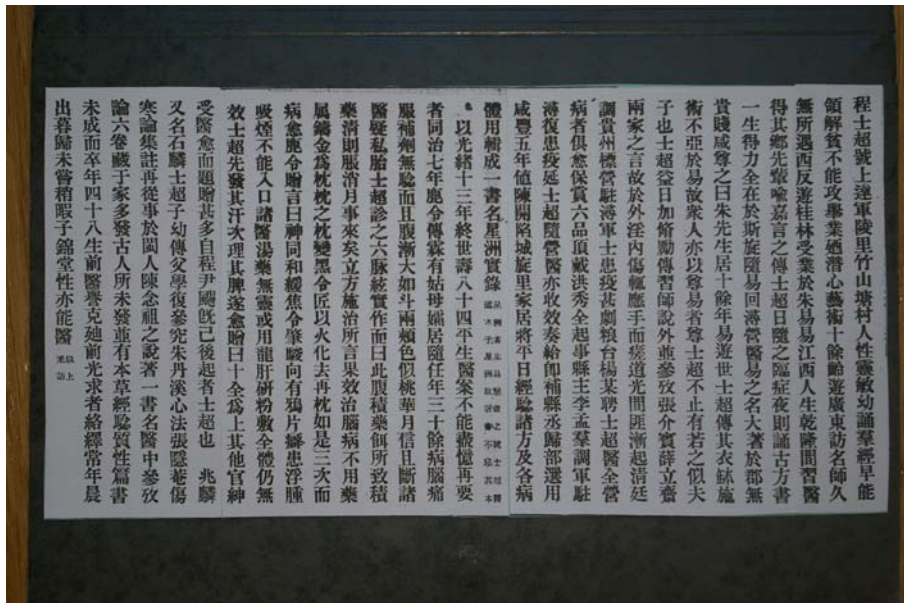 程士超號上達軍陵里竹山塘村人性靈敏幼誦羣經早能
領解貧不能攻舉業廼潛心藝術十餘齡遊廣東訪名師久
無所遇西反遊桂林受業於朱易易江西人生乾隆間習醫
得其鄉先輩喻嘉言之傳士超日隨之臨症夜則誦古方書
一生得力全在於斯旋隨易回潯營醫易之名大著於郡無
貴賤咸尊之曰朱先生居十餘年易遊世士超傳其衣鉢施
術不亞於易故衆人亦以尊易者尊士超不止有若之似夫
子也士超益日加脩勵傳習師說外並參攷張介賓薛立齋
兩家之言故於外淫內傷輒應手而瘥道光間匪漸起清廷
調貴州標營駐潯軍士患疫甚劇粮台楊某聘士超醫全營
病者俱愈保賞六品頂戴洪秀全起事縣主李孟羣調軍駐
潯復患疫延士超隨營醫亦收效奏給卽補縣丞歸部選用
咸豐五年値陳開陷城旋里家居將平日經驗諸方及各病
體用輯成一書名星洲實錄
以光緒十三年終世壽八十四平生醫案不能盡憶再要
者同治七年鹿令傳霖有姑母孀居隨任年三十餘病腦痛
服補劑無驗而且腹漸大如斗兩頰色似桃華月信且斷諸
醫疑私胎士超診之六脉絃實作而曰此腹積藥餌所致積
藥清則脹消月事來矣立方施治所言果效治腦病不用藥
屬鑄金爲枕枕之枕變黑令匠以火化去再枕如是三次而
病愈鹿令贈言曰神同和緩焦令肇駿向有鴉片癮患浮腫
吸煙不能入口諸醫湯藥無靈或用龍肝研粉敷全體仍無
效士超先發其汗次理其脾遂愈贈曰十全爲上其他官紳
受醫愈而題贈甚多自程尹颺旣已後起者士超也 兆麟
又名石麟士超子幼傳父學復參究朱丹溪心法張隱菴傷
寒論集註再從事於閩人陳念祖之說著一書名醫中參攷
論六卷藏于家多發古人所未發並有本草經驗質性篇書
未成而卒年四十八生前醫譽克廸前光求者絡繹常年晨
出暮歸未嘗稍暇子錦堂性亦能醫 以上采訪